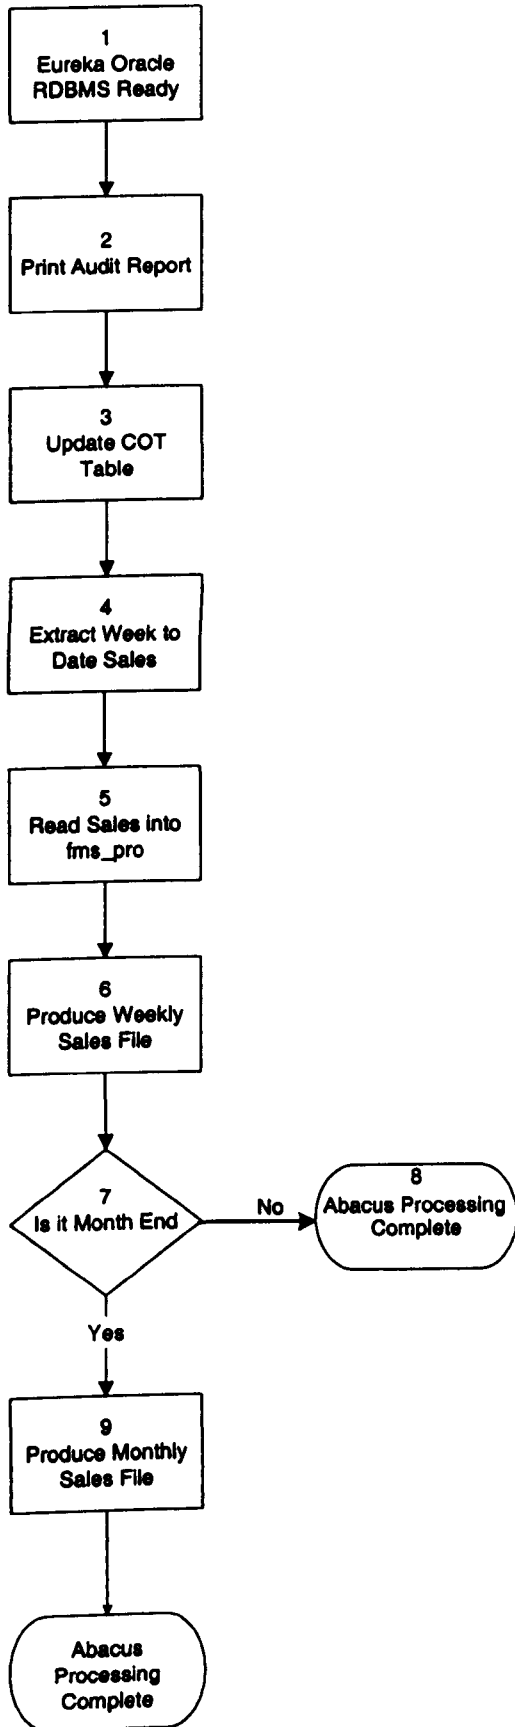 1
Eureka Oracle
RDBMS Ready
2
Print Audit Report
3
Update COT
Table
4
Extract Week to
Date Sales
5
Read Sales into
fms_pro
6
Produce Weekly
Sales File
7
Is it Month End
No
8
Abacus Processing
Complete
Yes
9
Produce Monthly
Sales File
Abacus
Processing
Complete